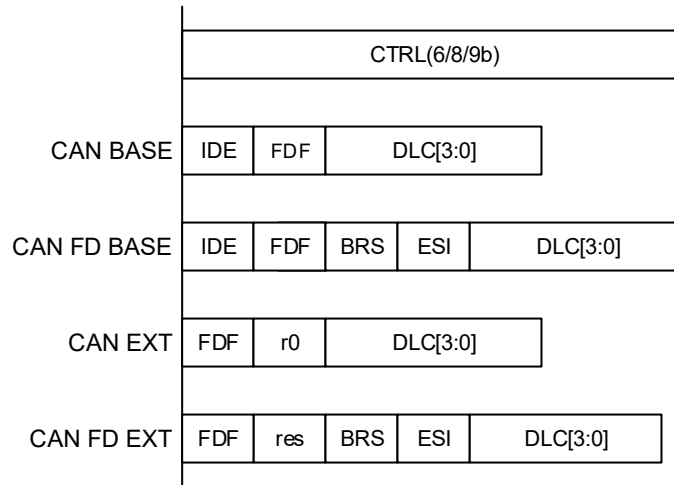 CTRL(6/8/9b)
CAN BASE IDE FDF DLC[3:0]
CAN FD BASE IDE FDF BRS ESI DLC[3:0]
CAN EXT FDF r0 DLC[3:0]
CAN FD EXT FDF res BRS ESI DLC[3:0]